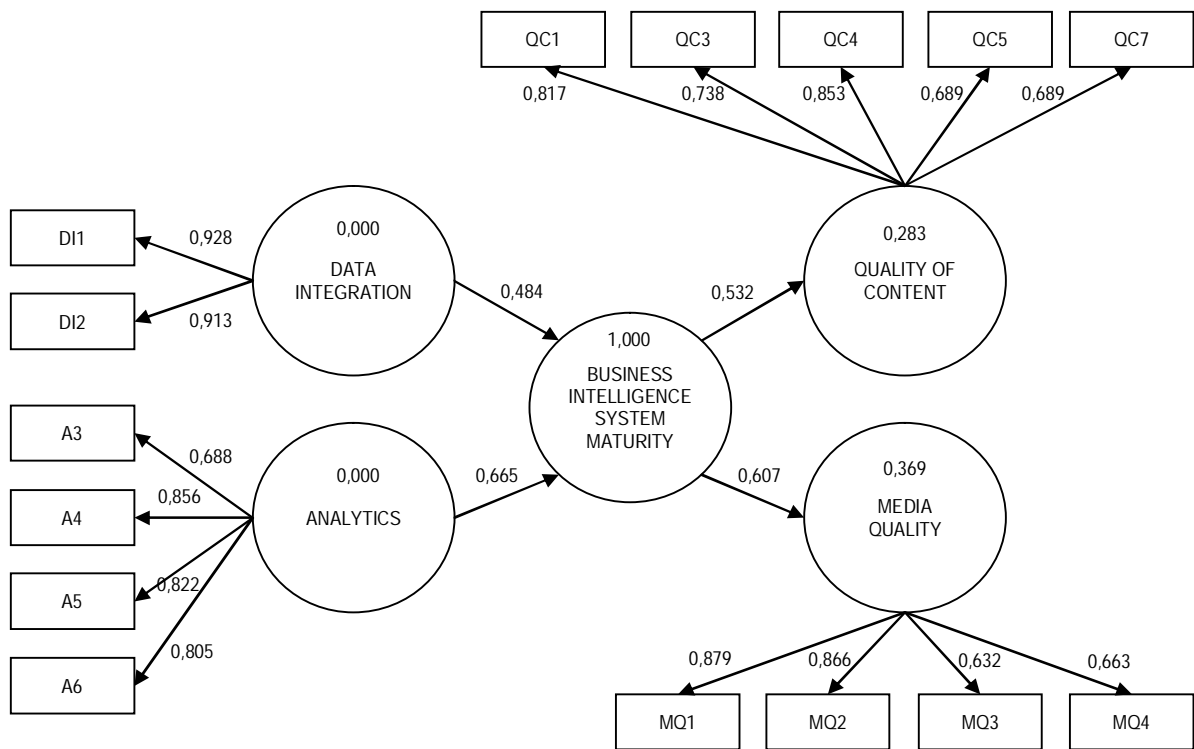 QC1
QC3
QC4
QC5
QC7
0,817
0,738
0,853
0,689
0,689
DI1
DI2
0,928
0,913
0,000
DATA
INTEGRATION
0,484
0,283
QUALITY OF
CONTENT
0,532
1,000
BUSINESS
INTELLIGENCE
SYSTEM
MATURITY
A3
A4
A5
A6
0,688
0,856
0,822
0,805
0,000
ANALYTICS
0,665
0,607
0,369
MEDIA
QUALITY
0,879
0,866
0,632
0,663
MQ1
MQ2
MQ3
MQ4